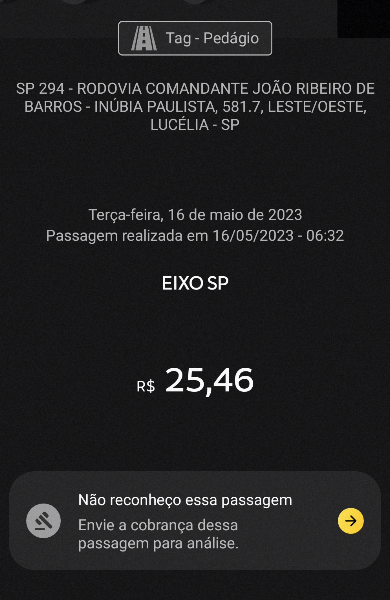 Tag - Pedágio
SP 294 - RODOVIA COMANDANTE JOÃO RIBEIRO DE
BARROS - INÚBIA PAULISTA, 581.7, LESTE/OESTE,
LUCÉLIA - SP
Terça-feira, 16 de maio de 2023
Passagem realizada em 16/05/2023 - 06:32
EIXO SP
R$ 25,46
Não reconheço essa passagem
Envie a cobrança dessa
passagem para análise.